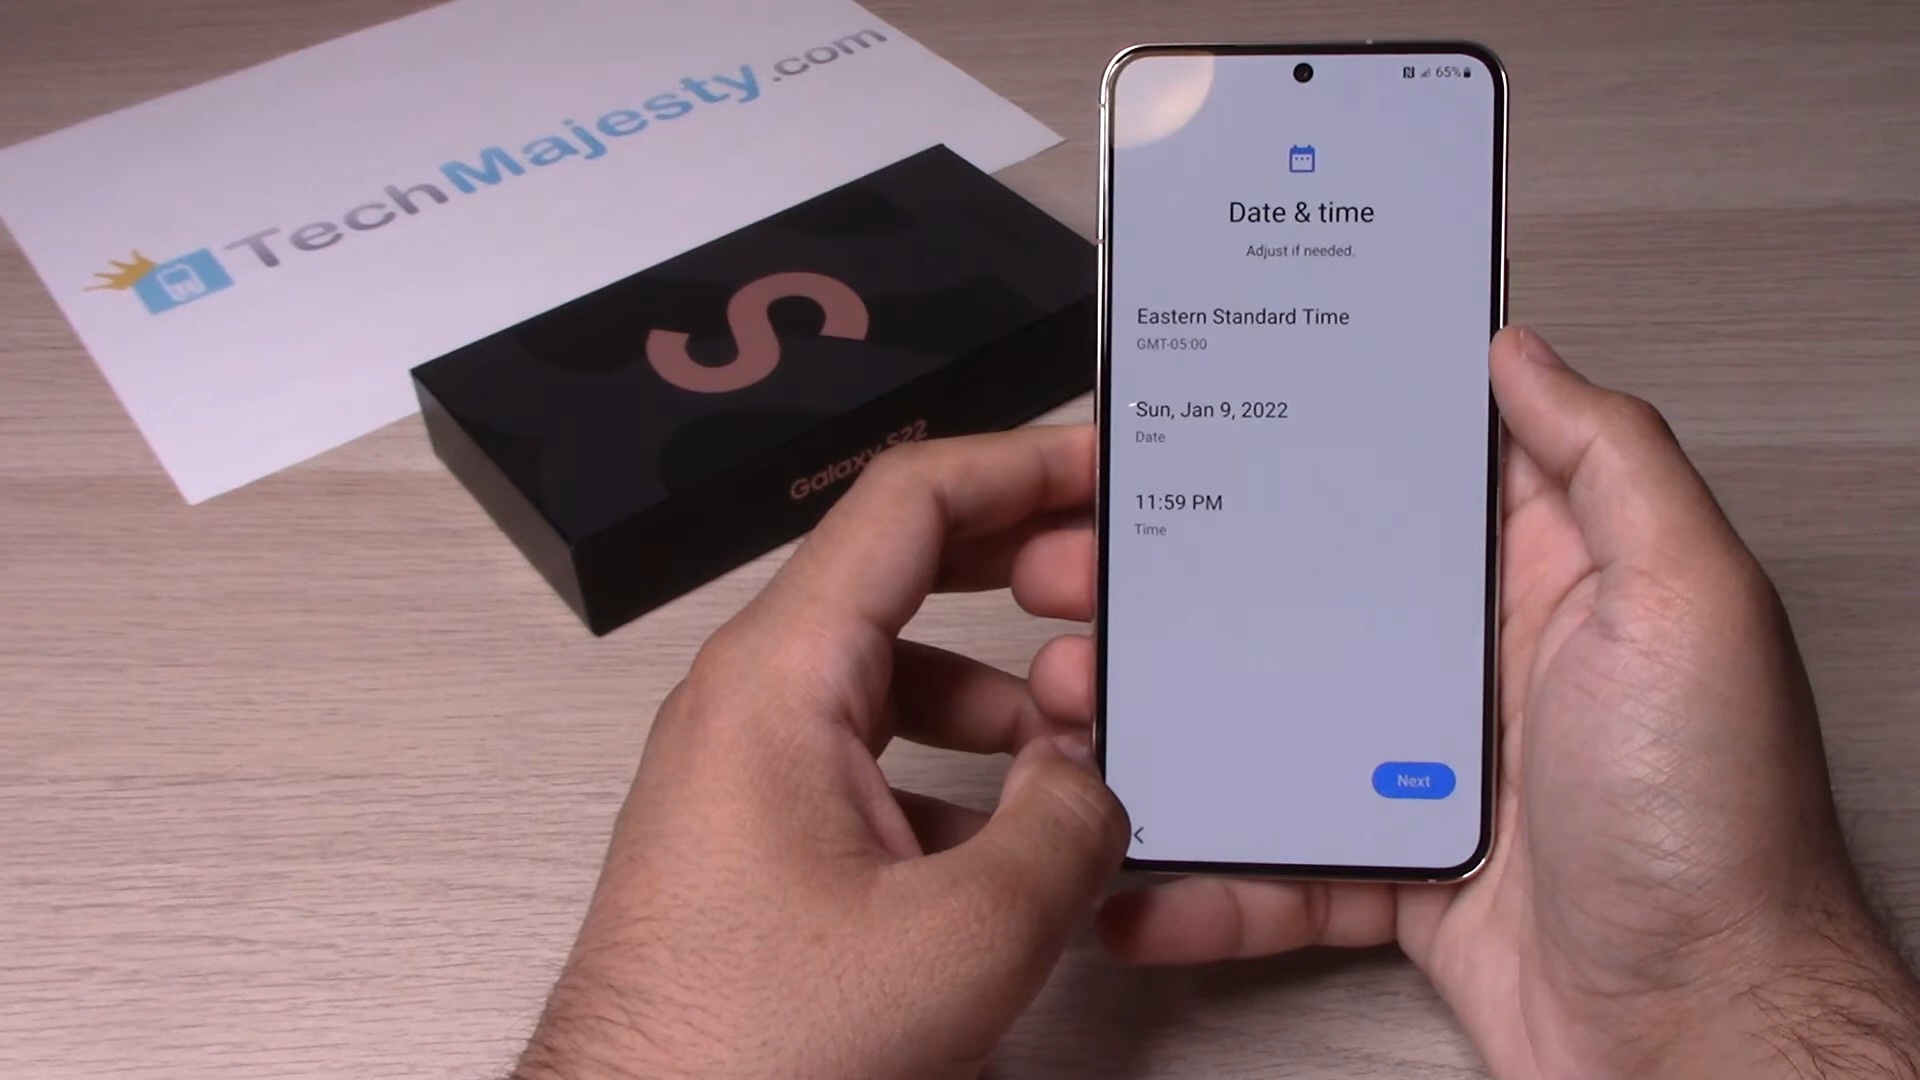 TechMajesty.com
S
Galaxy S22
65%
Date & time
Adjust if needed.
Eastern Standard Time
GMT-05:00
Sun, Jan 9, 2022
Date
11:59 PM
Time
Next